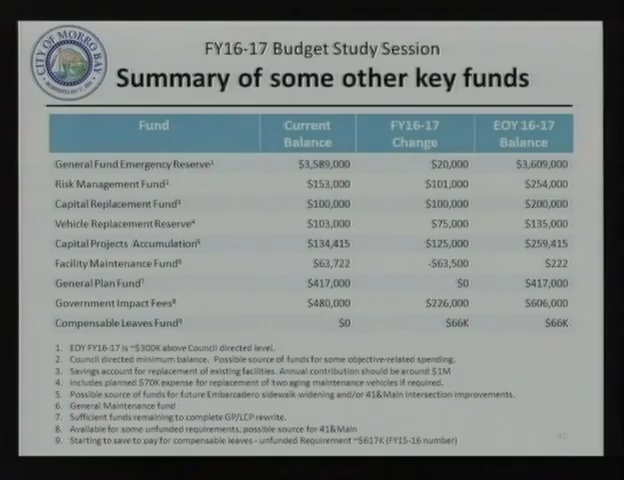 CITY OF MORRO BAY
FY16-17 Budget Study Session
Summary of some other key funds
Fund Current Balance FY16-17 Change EOY 16-17 Balance
General Fund Emergency Reserve¹ $3,589,000 $20,000 $3,609,000
Risk Management Fund² $153,000 $101,000 $254,000
Capital Replacement Fund³ $100,000 $100,000 $200,000
Vehicle Replacement Reserve⁴ $103,000 $75,000 $135,000
Capital Projects Accumulation⁵ $134,415 $125,000 $259,415
Facility Maintenance Fund⁶ $63,722 -$63,500 $222
General Plan Fund⁷ $417,000 $0 $417,000
Government Impact Fees⁸ $480,000 $226,000 $606,000
Compensable Leaves Fund⁹ $0 $66K $66K
1. EOY FY16-17 is ~$300K above Council directed level.
2. Council directed minimum balance. Possible source of funds for some objective-related spending.
3. Savings account for replacement of existing facilities. Annual contribution should be around $1M
4. Includes planned $70K expense for replacement of two aging maintenance vehicles if required.
5. Possible source of funds for future Embarcadero sidewalk widening and/or 41&Main intersection improvements.
6. General Maintenance fund
7. Sufficient funds remaining to complete GP/LCP rewrite.
8. Available for some unfunded requirements, possible source for 41&Main
9. Starting to save to pay for compensable leaves - unfunded Requirement ~$617K (FY15-16 number)